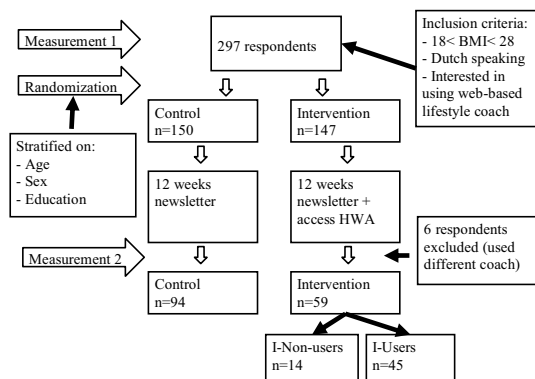 Measurement 1
297 respondents
Inclusion criteria:
- 18< BMI< 28
- Dutch speaking
- Interested in
using web-based
lifestyle coach
Randomization
Control
n=150
Intervention
n=147
Stratified on:
- Age
- Sex
- Education
12 weeks
newsletter
12 weeks
newsletter +
access HWA
6 respondents
excluded (used
different coach)
Measurement 2
Control
n=94
Intervention
n=59
I-Non-users
n=14
I-Users
n=45